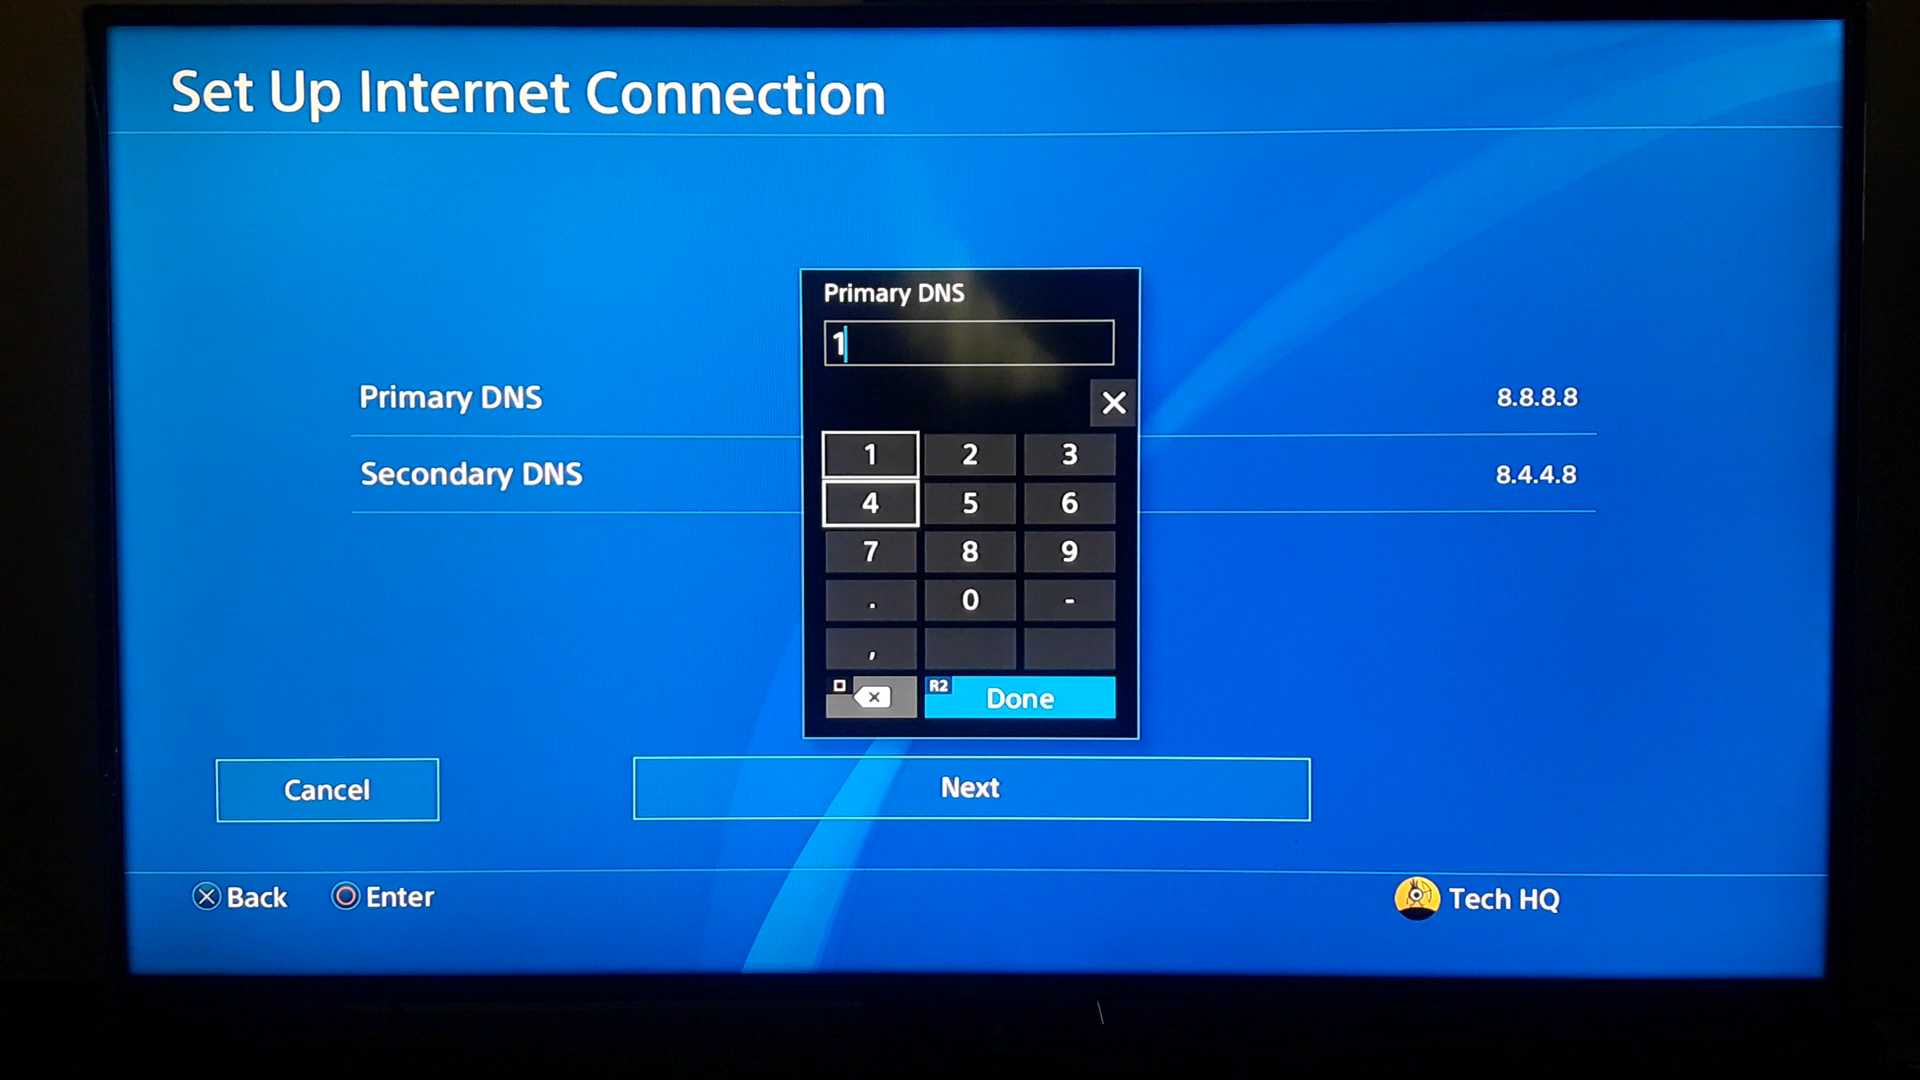 Set Up Internet Connection
Primary DNS
1
Primary DNS 8.8.8.8
Secondary DNS 8.4.4.8
1 2 3
4 5 6
7 8 9
. 0 -
,
R2 Done
Cancel
Next
Back Enter
Tech HQ